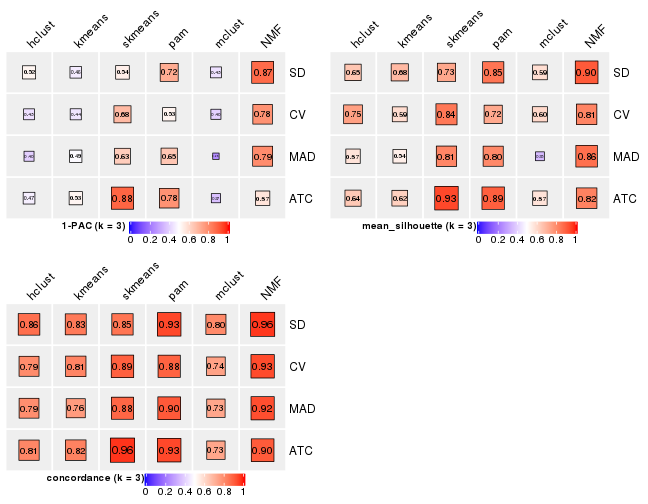 hclust kmeans skmeans pam mclust NMF
0.52 0.46 0.54 0.72 0.43 0.87 SD
0.43 0.44 0.68 0.53 0.40 0.78 CV
0.40 0.49 0.63 0.65 MAD 0.79
0.47 0.53 0.88 0.78 0.57 ATC
1-PAC (k = 3)
0 0.2 0.4 0.6 0.8 1
hclust kmeans skmeans pam mclust NMF
0.65 0.68 0.73 0.85 0.59 0.90 SD
0.75 0.59 0.84 0.72 0.60 0.81 CV
0.57 0.54 0.81 0.80 0.86 MAD
0.64 0.62 0.93 0.89 0.57 0.82 ATC
mean_silhouette (k = 3)
0 0.2 0.4 0.6 0.8 1
hclust kmeans skmeans pam mclust NMF
0.86 0.83 0.85 0.93 0.80 0.96 SD
0.79 0.81 0.89 0.88 0.74 0.93 CV
0.79 0.76 0.88 0.90 0.73 0.92 MAD
0.81 0.82 0.96 0.93 0.73 0.90 ATC
concordance (k = 3)
0 0.2 0.4 0.6 0.8 1